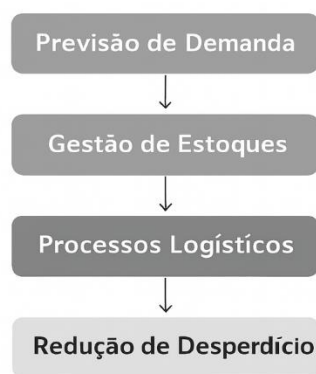 Previsão de Demanda
Gestão de Estoques
Processos Logísticos
Redução de Desperdício